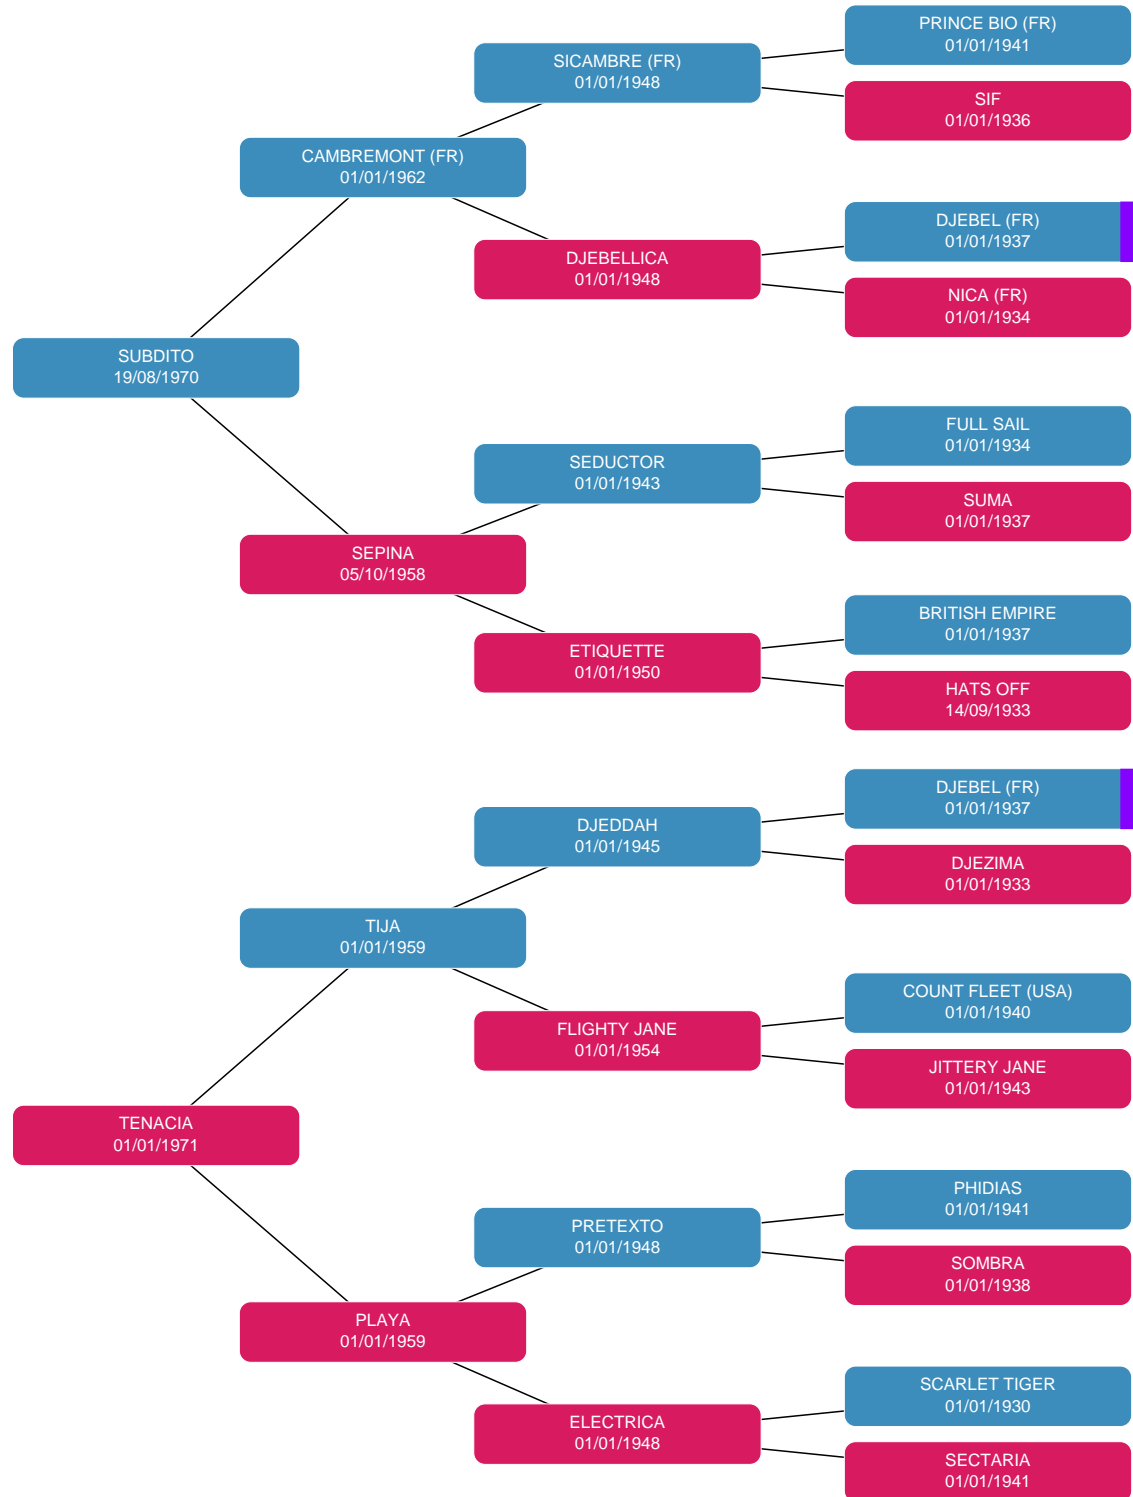 PRINCE BIO (FR)
01/01/1941
SICAMBRE (FR)
01/01/1948
SIF
01/01/1936
CAMBREMONT (FR)
01/01/1962
DJEBEL (FR)
01/01/1937
DJEBELLICA
01/01/1948
NICA (FR)
01/01/1934
SUBDITO
19/08/1970
FULL SAIL
01/01/1934
SEDUCTOR
01/01/1943
SUMA
01/01/1937
SEPINA
05/10/1958
BRITISH EMPIRE
01/01/1937
ETIQUETTE
01/01/1950
HATS OFF
14/09/1933
DJEBEL (FR)
01/01/1937
DJEDDAH
01/01/1945
DJEZIMA
01/01/1933
TIJA
01/01/1959
COUNT FLEET (USA)
01/01/1940
FLIGHTY JANE
01/01/1954
JITTERY JANE
01/01/1943
TENACIA
01/01/1971
PHIDIAS
01/01/1941
PRETEXTO
01/01/1948
SOMBRA
01/01/1938
PLAYA
01/01/1959
SCARLET TIGER
01/01/1930
ELECTRICA
01/01/1948
SECTARIA
01/01/1941